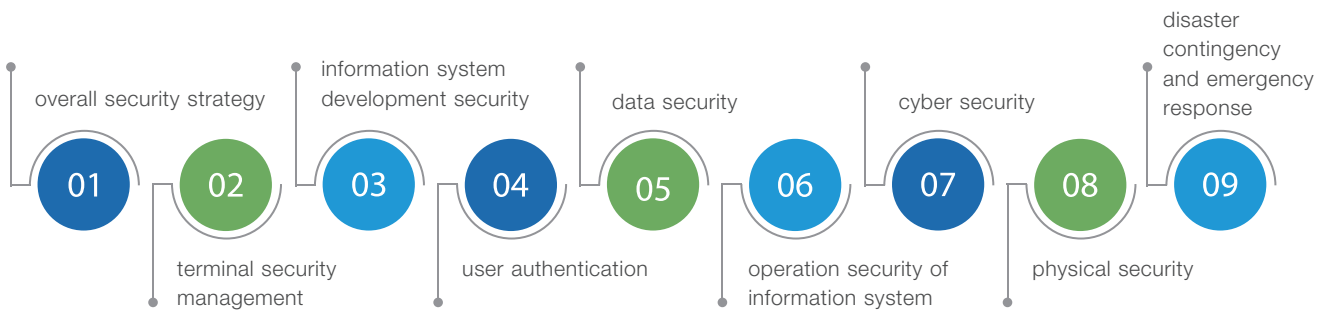 01
overall security strategy
02
terminal security
management
03
information system
development security
04
user authentication
05
data security
06
operation security of
information system
07
cyber security
08
physical security
09
disaster
contingency
and emergency
response